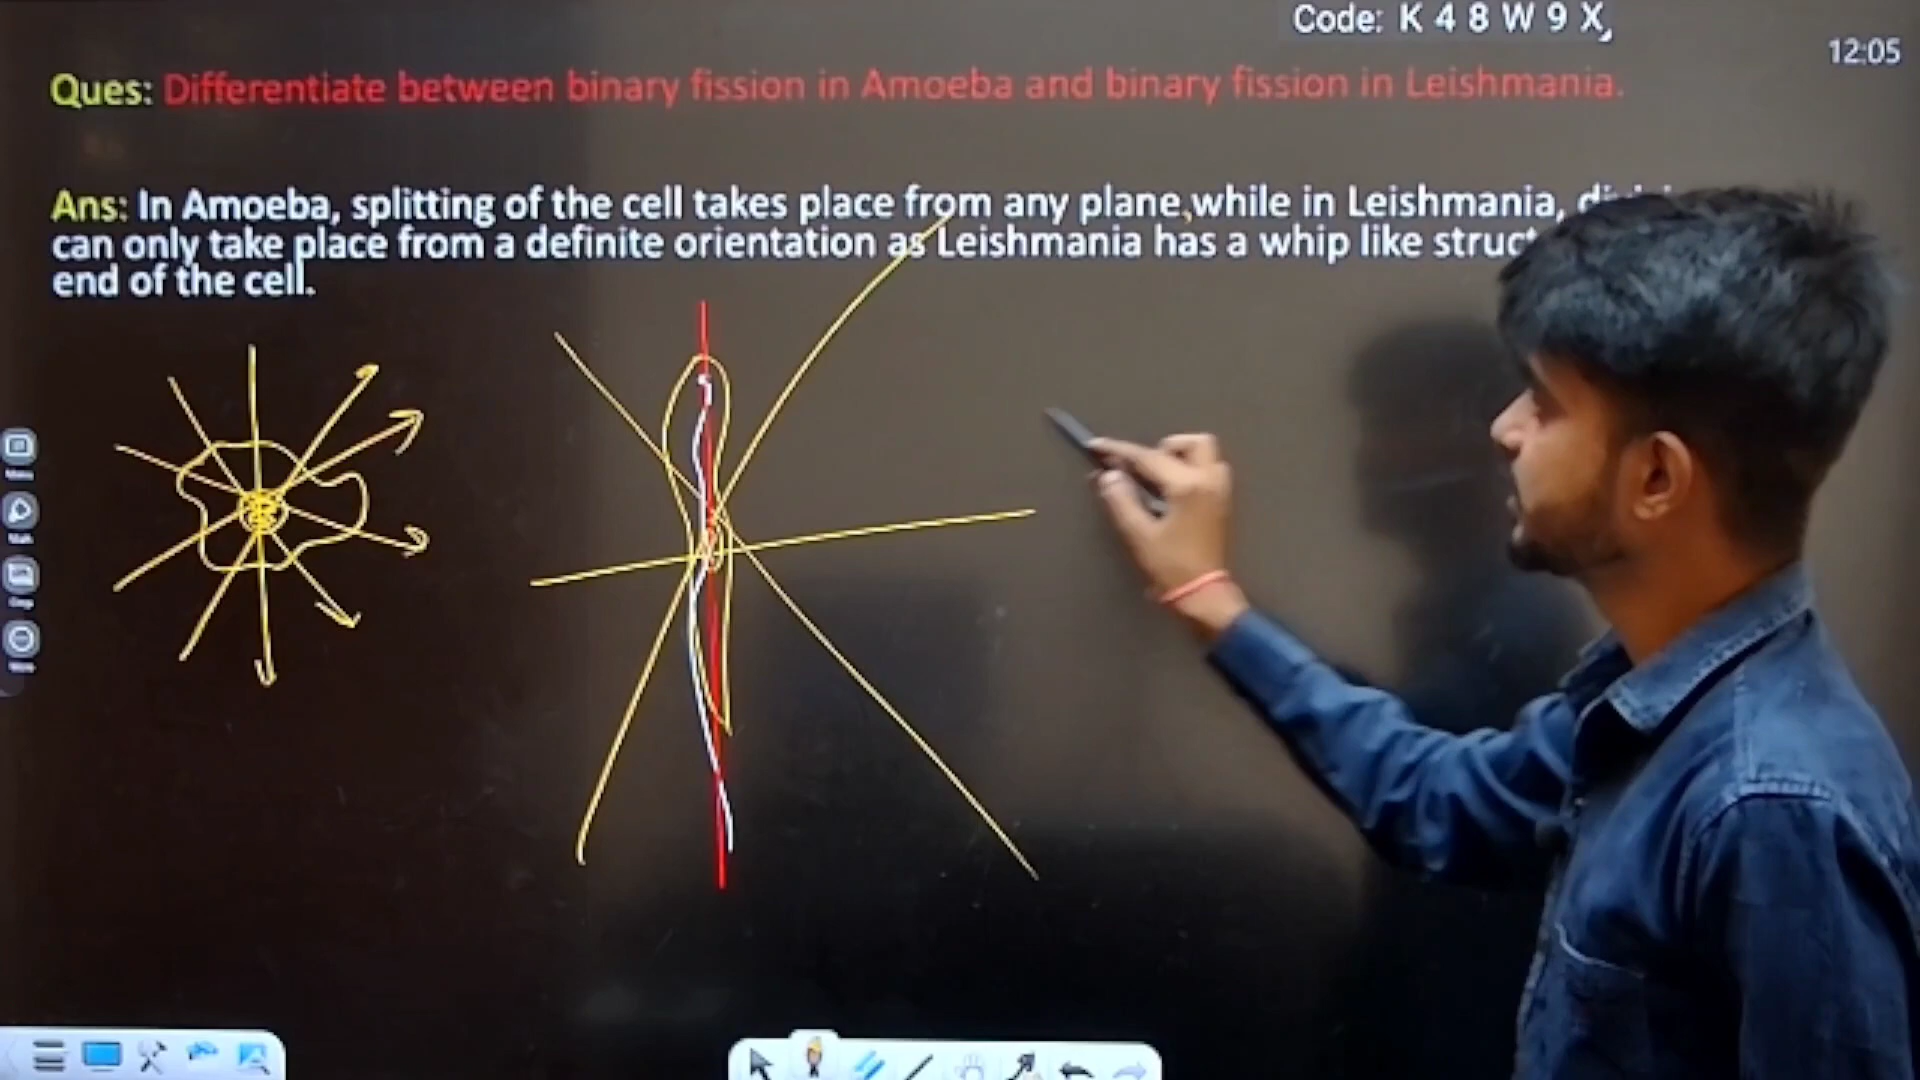 Code: K 4 8 W 9 X
12:05
Ques: Differentiate between binary fission in Amoeba and binary fission in Leishmania.
Ans: In Amoeba, splitting of the cell takes place from any plane,while in Leishmania,
can only take place from a definite orientation as Leishmania has a whip like
end of the cell.